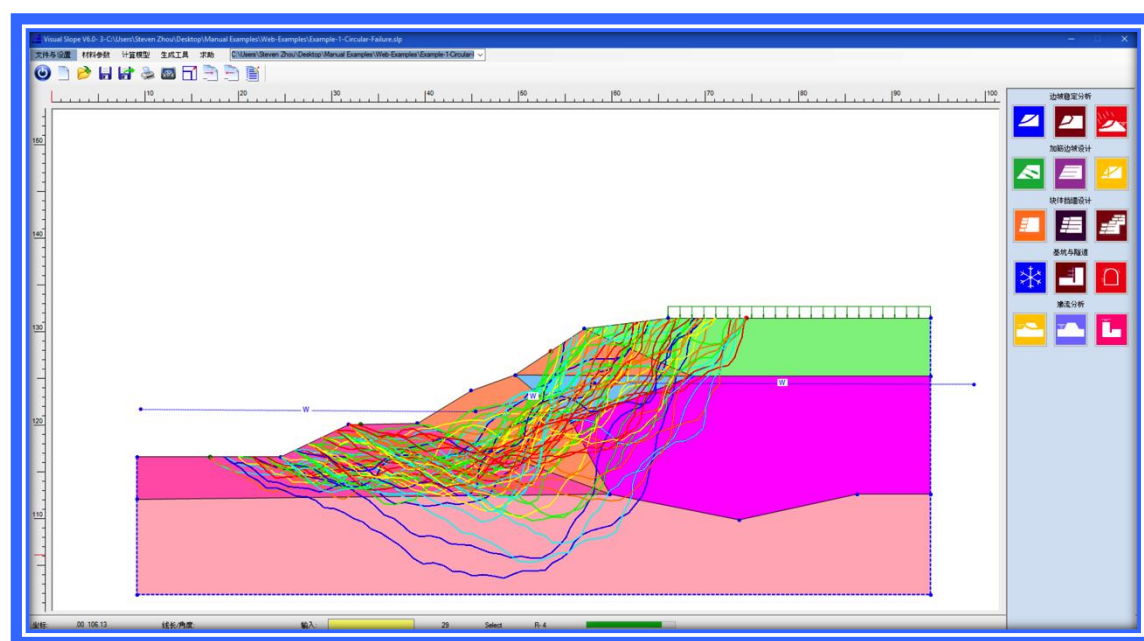 Visual Slope V6.0- 3-C:\Users\Steven Zhou\Desktop\Manual Examples\Web-Examples\Example-1-Circular-Failure.slp
文件与设置 材料参数 计算模型 生成工具 求助 C:\Users\Steven Zhou\Desktop\Manual Examples\Web-Examples\Example-1-Circular-F
10 20 30 40 50 60 70 80 90 100
边坡稳定分析
160
加筋边坡设计
块体挡墙设计
140
基坑与隧道
渗流分析
130
W
W
W
120
110
坐标: .00 106.13 线长/角度: 输入: 29 Select R- 4